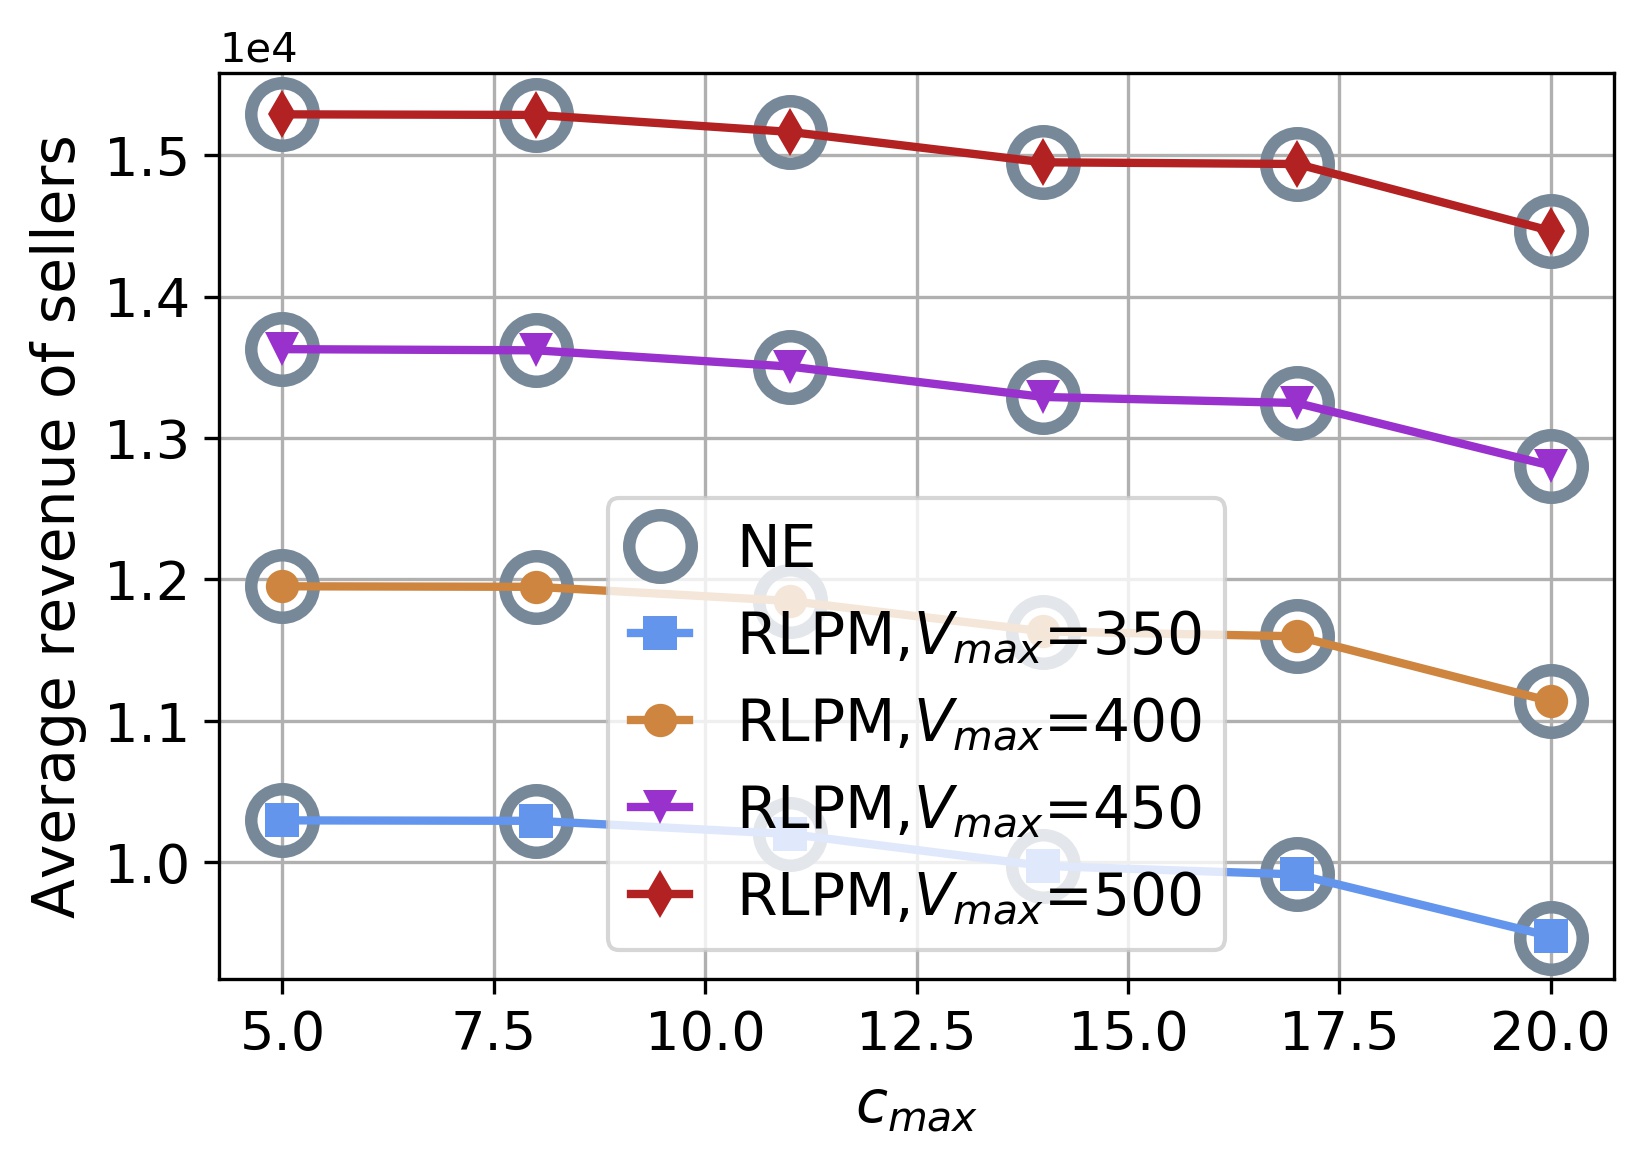 1e4
Average revenue of sellers
1.5
1.4
1.3
1.2
1.1
1.0
NE
RLPM,V_max=350
RLPM,V_max=400
RLPM,V_max=450
RLPM,V_max=500
5.0 7.5 10.0 12.5 15.0 17.5 20.0
c_max